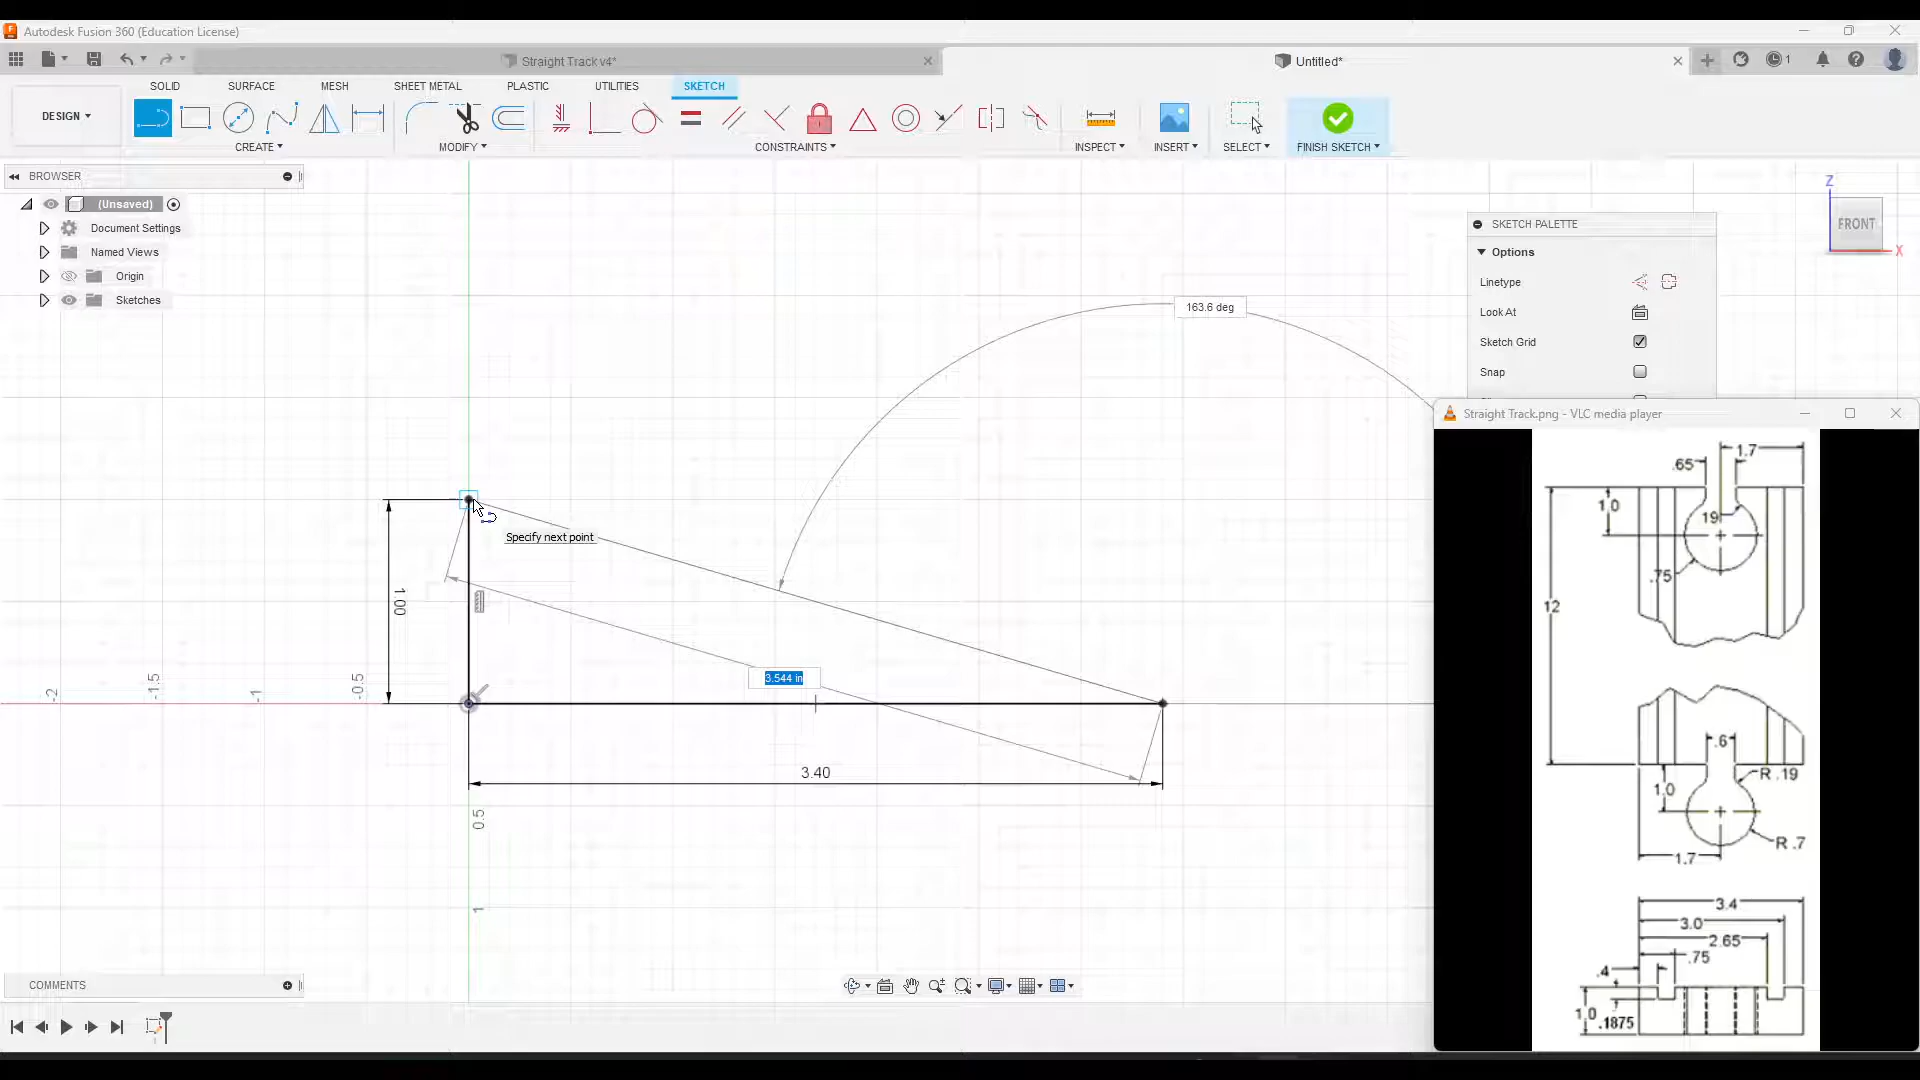 Autodesk Fusion 360 (Education License)
Straight Track v4*
Untitled*
1
SOLID
SURFACE
MESH
SHEET METAL
PLASTIC
UTILITIES
SKETCH
DESIGN
CREATE
MODIFY
CONSTRAINTS
INSPECT
INSERT
SELECT
FINISH SKETCH
BROWSER
(Unsaved)
Document Settings
Named Views
Origin
Sketches
Z
FRONT
X
SKETCH PALETTE
Options
Linetype
Look At
Sketch Grid
Snap
163.6 deg
Specify next point
1.00
3.544 in
-2
-1.5
-1
-0.5
3.40
0.5
1
Straight Track.png - VLC media player
1.7
.65
1.0
19
.75
12
.6
R .19
1.0
R .7
1.7
3.4
3.0
2.65
.75
.4
1.0
.1875
COMMENTS
1